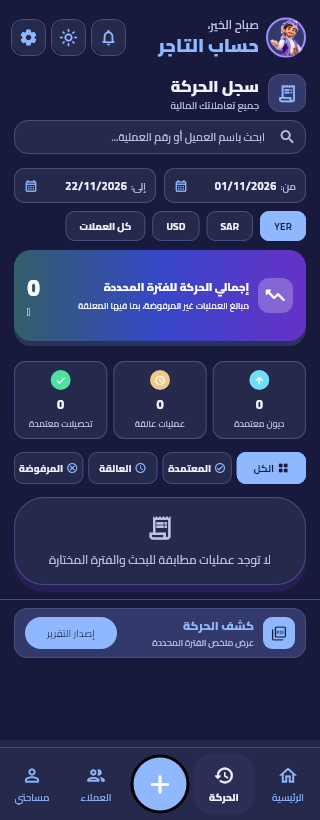 صباح الخير،
حساب التاجر
سجل الحركة
جميع تعاملاتك المالية
ابحث باسم العميل أو رقم العملية...
من: 01/11/2026
إلى: 22/11/2026
YER
SAR
USD
كل العملات
إجمالي الحركة للفترة المحددة
مبالغ العمليات غير المرفوضة، بما فيها المعلقة
0
0
ديون معتمدة
0
عمليات عالقة
0
تحصيلات معتمدة
الكل
المعتمدة
العالقة
المرفوضة
لا توجد عمليات مطابقة للبحث والفترة المختارة
كشف الحركة
عرض ملخص الفترة المحددة
إصدار التقرير
الرئيسية
الحركة
العملاء
مساحتي